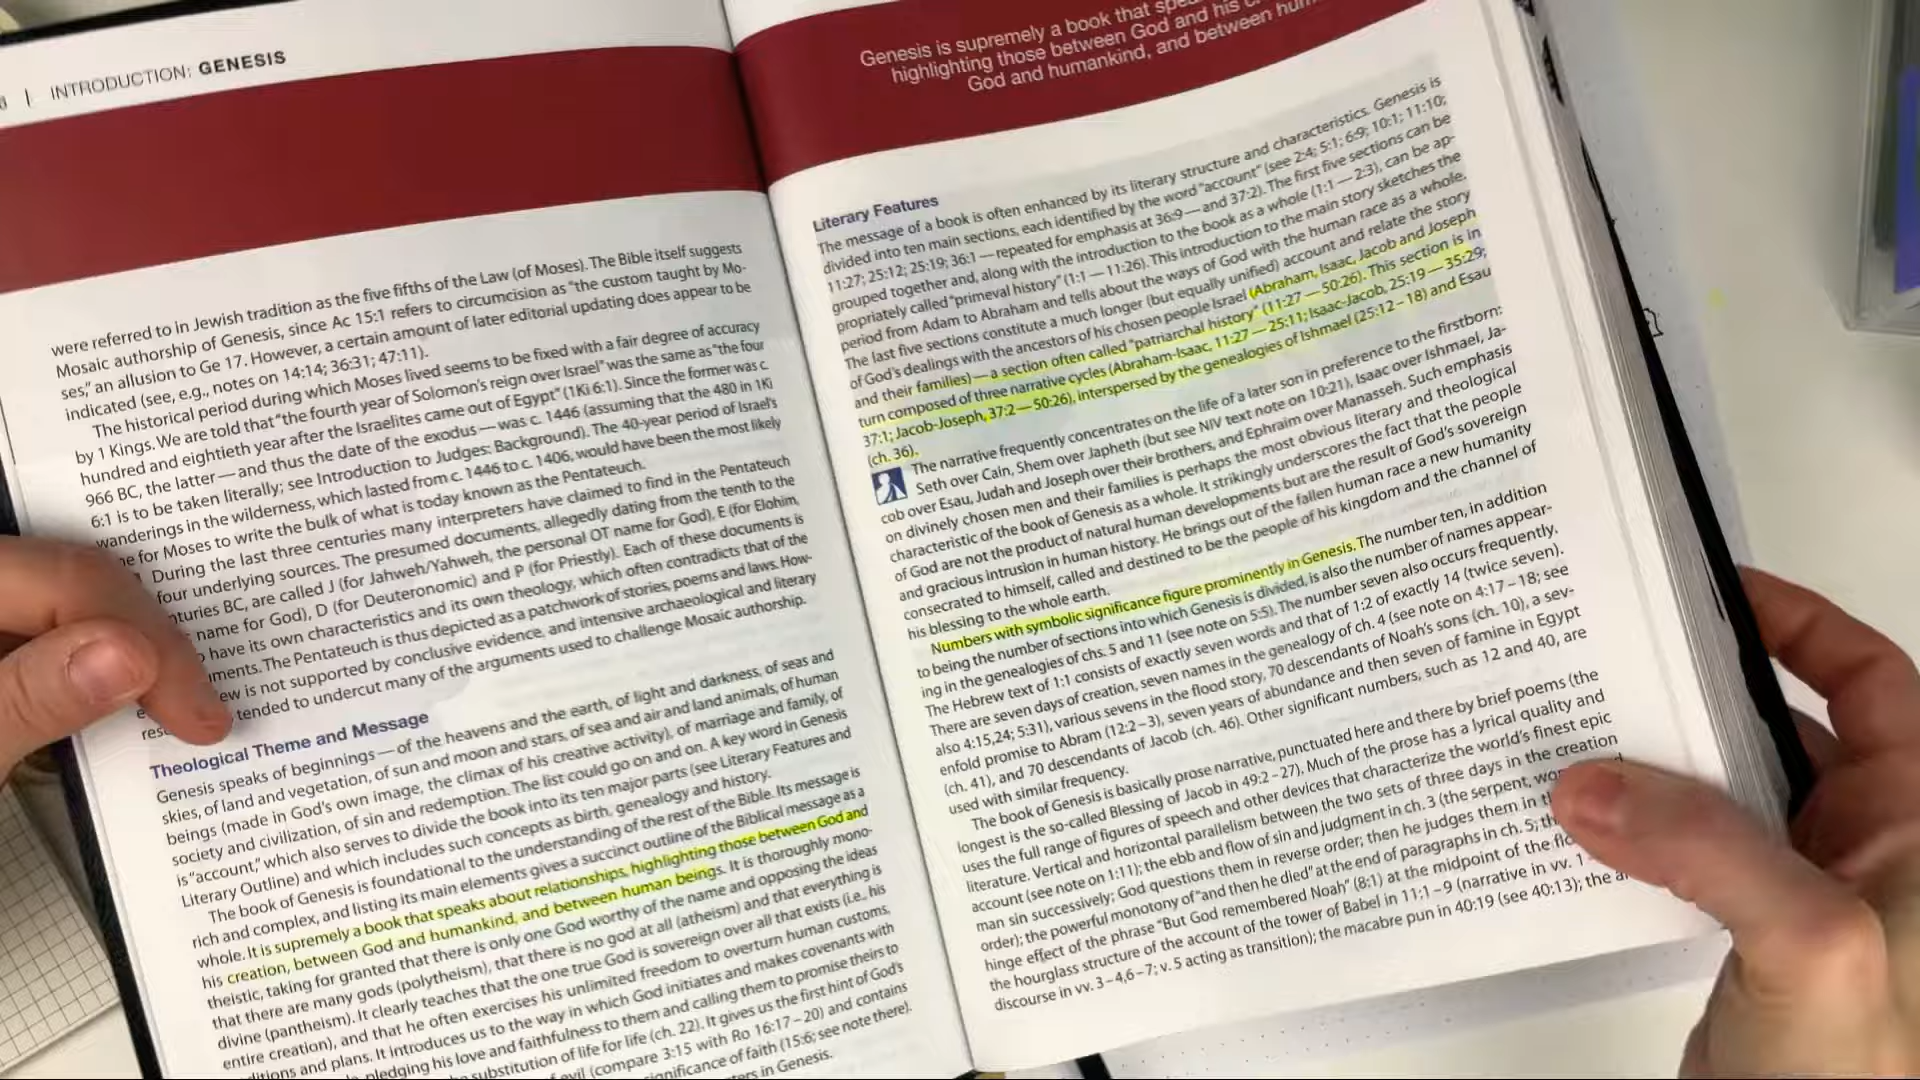 INTRODUCTION: GENESIS
were referred to in Jewish tradition as the five fifths of the Law (of Moses). The Bible itself suggests
Mosaic authorship of Genesis, since Ac 15:1 refers to circumcision as “the custom taught by Mo-
ses,” an allusion to Ge 17. However, a certain amount of later editorial updating does appear to be
indicated (see, e.g., notes on 14:14; 36:31; 47:11).
The historical period during which Moses lived seems to be fixed with a fair degree of accuracy
by 1 Kings. We are told that “the fourth year of Solomon’s reign over Israel” was the same as “the four
hundred and eightieth year after the Israelites came out of Egypt” (1Ki 6:1). Since the former was c.
966 BC, the latter — and thus the date of the exodus — was c. 1446 (assuming that the 480 in 1Ki
6:1 is to be taken literally; see Introduction to Judges: Background). The 40-year period of Israel’s
wanderings in the wilderness, which lasted from c. 1446 to c. 1406, would have been the most likely
for Moses to write the bulk of what is today known as the Pentateuch.
During the last three centuries many interpreters have claimed to find in the Pentateuch
four underlying sources. The presumed documents, allegedly dating from the tenth to the
BC, are called J (for Jahweh/Yahweh, the personal OT name for God), E (for Elohim,
name for God), D (for Deuteronomic) and P (for Priestly). Each of these documents is
have its own characteristics and its own theology, which often contradicts that of the
The Pentateuch is thus depicted as a patchwork of stories, poems and laws. How-
is not supported by conclusive evidence, and intensive archaeological and literary
tended to undercut many of the arguments used to challenge Mosaic authorship.
Theological Theme and Message
Genesis speaks of beginnings — of the heavens and the earth, of light and darkness, of seas and
skies, of land and vegetation, of sun and moon and stars, of sea and air and land animals, of human
beings (made in God’s own image, the climax of his creative activity), of marriage and family, of
society and civilization, of sin and redemption. The list could go on and on. A key word in Genesis
is “account,” which also serves to divide the book into its ten major parts (see Literary Features and
Literary Outline) and which includes such concepts as birth, genealogy and history.
The book of Genesis is foundational to the understanding of the rest of the Bible. Its message is
rich and complex, and listing its main elements gives a succinct outline of the Biblical message as a
whole. It is supremely a book that speaks about relationships, highlighting those between God and
his creation, between God and humankind, and between human beings. It is thoroughly mono-
theistic, taking for granted that there is only one God worthy of the name and opposing the ideas
that there are many gods (polytheism), that there is no god at all (atheism) and that everything is
divine (pantheism). It clearly teaches that the one true God is sovereign over all that exists (i.e., his
entire creation), and that he often exercises his unlimited freedom to overturn human customs,
and plans. It introduces us to the way in which God initiates and makes covenants with
pledging his love and faithfulness to them and calling them to promise theirs to
substitution of life for life (ch. 22). It gives us the first hint of God’s
(compare 3:15 with Ro 16:17–20) and contains
significance of faith (15:6; see note there).
in Genesis.
Genesis is supremely a book that
highlighting those between God and his
God and humankind, and between
Literary Features
The message of a book is often enhanced by its literary structure and characteristics. Genesis is
divided into ten main sections, each identified by the word “account” (see 2:4; 5:1; 6:9; 10:1; 11:10;
11:27; 25:12; 25:19; 36:1 — repeated for emphasis at 36:9 — and 37:2). The first five sections can be
grouped together and, along with the introduction to the book as a whole (1:1 — 2:3), can be ap-
propriately called “primeval history” (1:1 — 11:26). This introduction to the main story sketches the
period from Adam to Abraham and tells about the ways of God with the human race as a whole.
The last five sections constitute a much longer (but equally unified) account and relate the story
of God’s dealings with the ancestors of his chosen people Israel (Abraham, Isaac, Jacob and Joseph
and their families) — a section often called “patriarchal history” (11:27 — 50:26). This section is in
turn composed of three narrative cycles (Abraham-Isaac, 11:27 — 25:11; Isaac-Jacob, 25:19 — 35:29;
37:1; Jacob-Joseph, 37:2 — 50:26), interspersed by the genealogies of Ishmael (25:12–18) and Esau
(ch. 36).
The narrative frequently concentrates on the life of a later son in preference to the firstborn:
Seth over Cain, Shem over Japheth (but see NIV text note on 10:21), Isaac over Ishmael, Ja-
cob over Esau, Judah and Joseph over their brothers, and Ephraim over Manasseh. Such emphasis
on divinely chosen men and their families is perhaps the most obvious literary and theological
characteristic of the book of Genesis as a whole. It strikingly underscores the fact that the people
of God are not the product of natural human developments but are the result of God’s sovereign
and gracious intrusion in human history. He brings out of the fallen human race a new humanity
consecrated to himself, called and destined to be the people of his kingdom and the channel of
his blessing to the whole earth.
Numbers with symbolic significance figure prominently in Genesis. The number ten, in addition
to being the number of sections into which Genesis is divided, is also the number of names appear-
ing in the genealogies of chs. 5 and 11 (see note on 5:5). The number seven also occurs frequently.
The Hebrew text of 1:1 consists of exactly seven words and that of 1:2 of exactly 14 (twice seven).
There are seven days of creation, seven names in the genealogy of ch. 4 (see note on 4:17–18; see
also 4:15,24; 5:31), various sevens in the flood story, 70 descendants of Noah’s sons (ch. 10), a sev-
enfold promise to Abram (12:2–3), seven years of abundance and then seven of famine in Egypt
(ch. 41), and 70 descendants of Jacob (ch. 46). Other significant numbers, such as 12 and 40, are
used with similar frequency.
The book of Genesis is basically prose narrative, punctuated here and there by brief poems (the
longest is the so-called Blessing of Jacob in 49:2–27). Much of the prose has a lyrical quality and
uses the full range of figures of speech and other devices that characterize the world’s finest epic
literature. Vertical and horizontal parallelism between the two sets of three days in the creation
account (see note on 1:11); the ebb and flow of sin and judgment in ch. 3 (the serpent,
man sin successively; God questions them in reverse order; then he judges them in
order); the powerful monotony of “and then he died” at the end of paragraphs in ch. 5;
hinge effect of the phrase “But God remembered Noah” (8:1) at the midpoint of the
the hourglass structure of the account of the tower of Babel in 11:1–9 (narrative in vv.
discourse in vv. 3–4,6–7; v. 5 acting as transition); the macabre pun in 40:19 (see 40:13); the